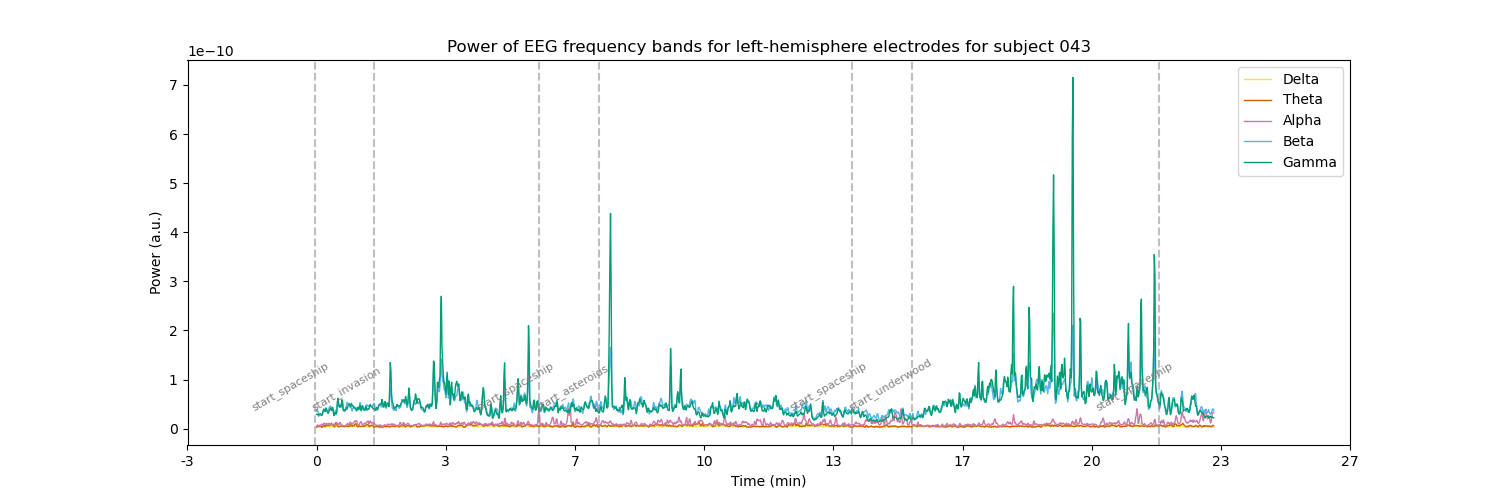 Power of EEG frequency bands for left-hemisphere electrodes for subject 043
1e−10
7
6
5
4
3
2
1
0
Power (a.u.)
Delta
Theta
Alpha
Beta
Gamma
start_spaceship
start_invasion
start_spaceship
start_asteroids
start_spaceship
start_underwood
start_spaceship
-3
0
3
7
10
13
17
20
23
27
Time (min)